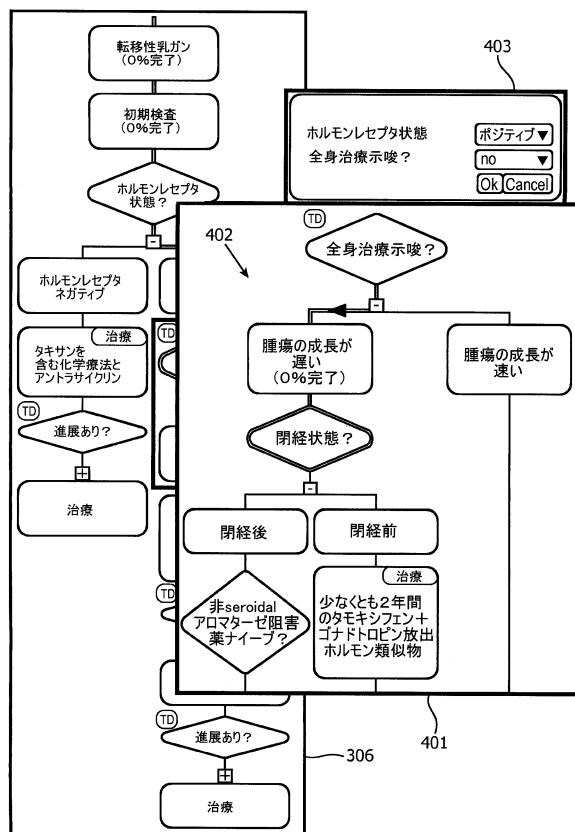 転移性乳ガン
(0%完了)
初期検査
(0%完了)
ホルモンレセプタ
状態?
403
ホルモンレセプタ状態
ポジティブ▼
全身治療示唆?
no ▼
Ok
Cancel
ホルモンレセプタ
ネガティブ
治療
タキサンを
含む化学療法と
アントラサイクリン
TD
進展あり?
治療
TD
TD
TD
進展あり?
治療
306
402
TD
全身治療示唆?
腫瘍の成長が
遅い
(0%完了)
腫瘍の成長が
速い
閉経状態?
閉経後
閉経前
非seroidal
アロマターゼ阻害
薬ナイーブ?
治療
少なくとも2年間
のタモキシフェン+
ゴナドトロピン放出
ホルモン類似物
401